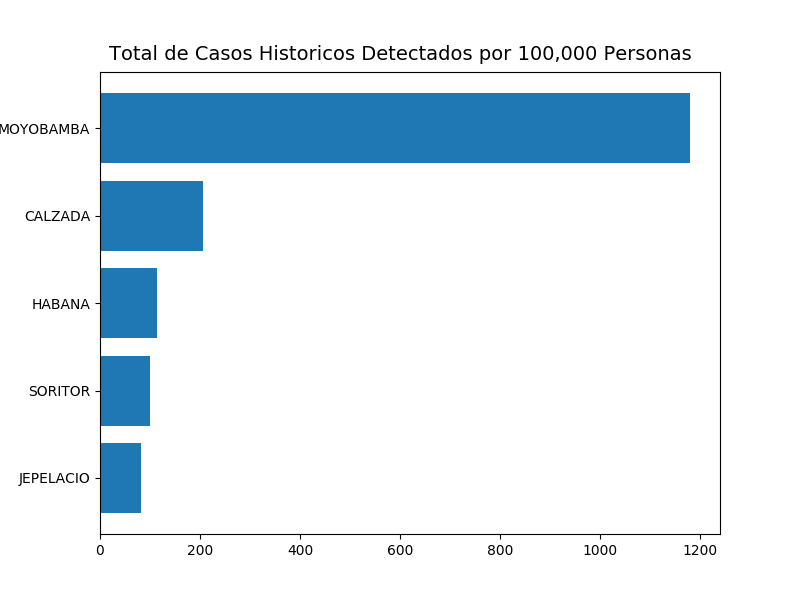 Total de Casos Historicos Detectados por 100,000 Personas
MOYOBAMBA
CALZADA
HABANA
SORITOR
JEPELACIO
0 200 400 600 800 1000 1200